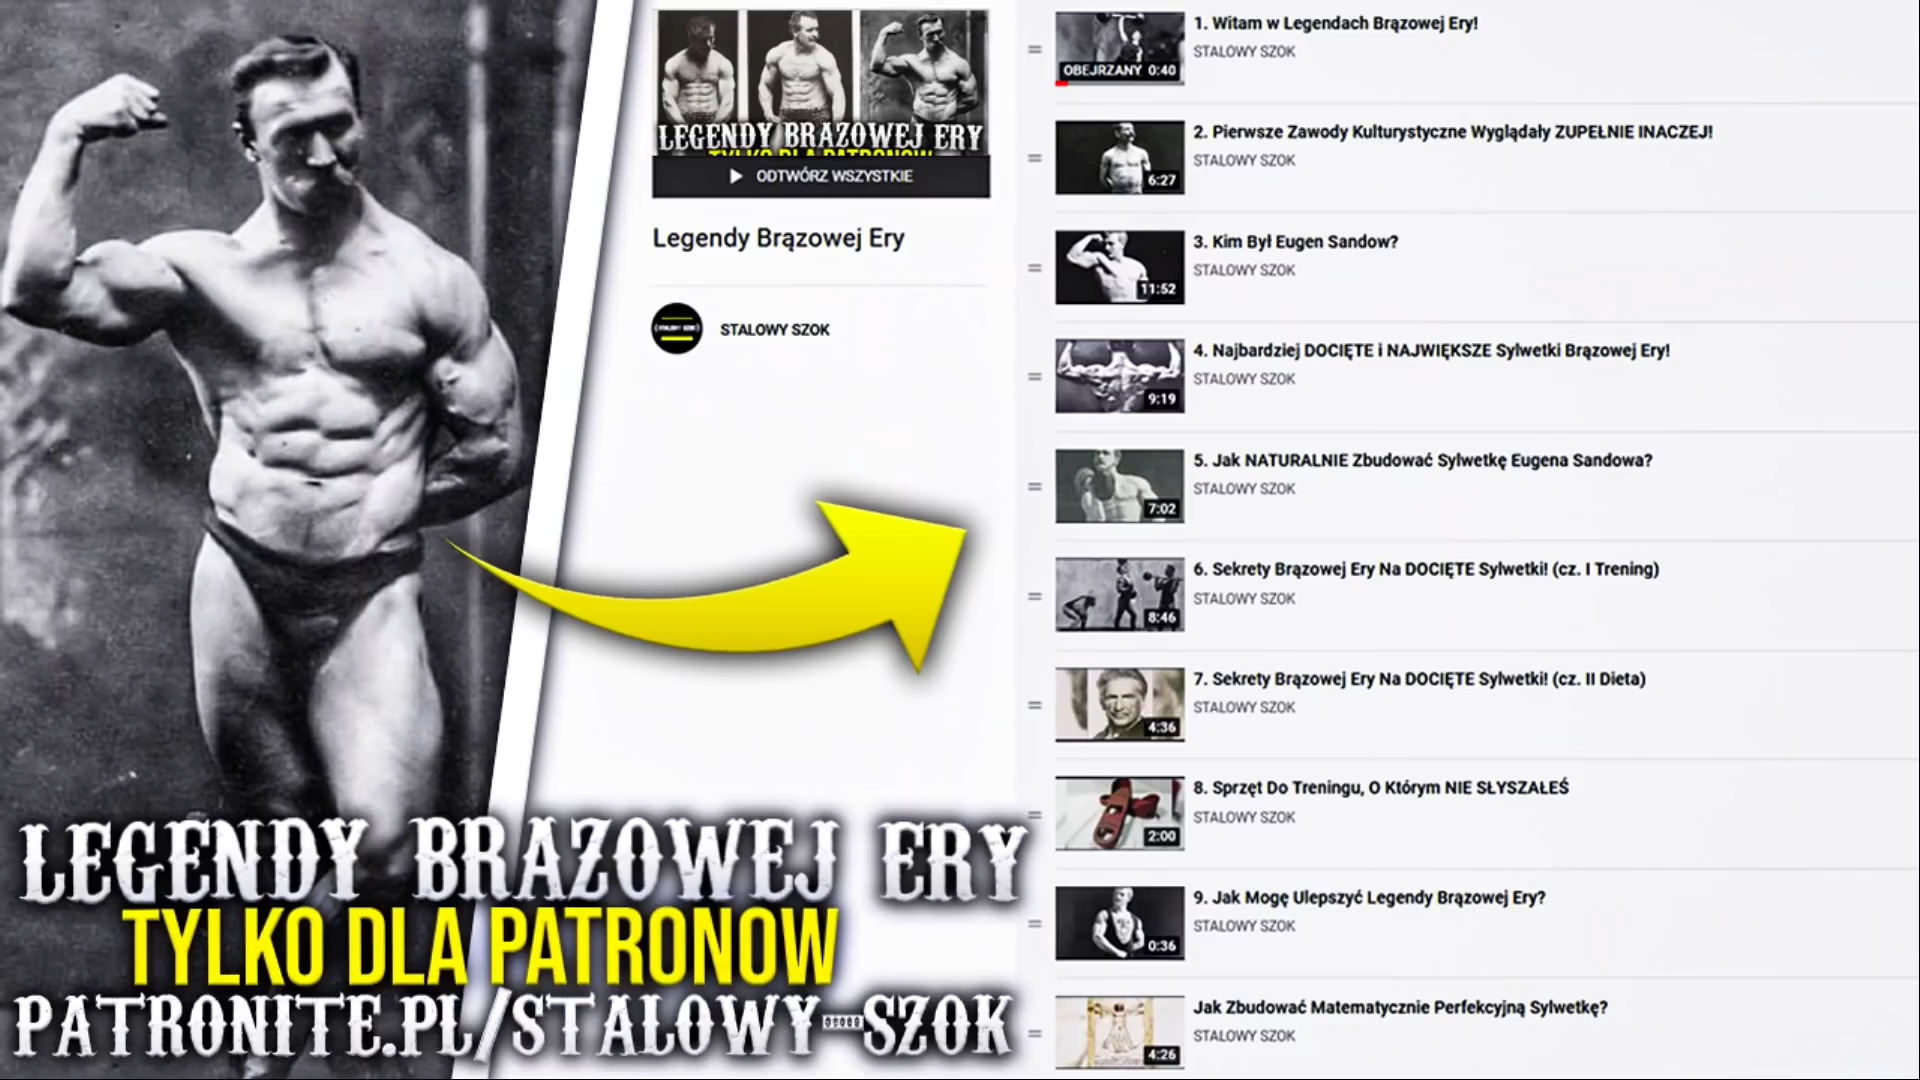 LEGENDY BRAZOWEJ ERY
ODTWÓRZ WSZYSTKIE
Legendy Brązowej Ery
STALOWY SZOK
STALOWY SZOK
LEGENDY BRAZOWEJ ERY
TYLKO DLA PATRONOW
PATRONITE.PL/STALOWY-SZOK
1. Witam w Legendach Brązowej Ery!
STALOWY SZOK
OBEJRZANY 0:40
2. Pierwsze Zawody Kulturystyczne Wyglądały ZUPEŁNIE INACZEJ!
STALOWY SZOK
6:27
3. Kim Był Eugen Sandow?
STALOWY SZOK
11:52
4. Najbardziej DOCIĘTE i NAJWIĘKSZE Sylwetki Brązowej Ery!
STALOWY SZOK
9:19
5. Jak NATURALNIE Zbudować Sylwetkę Eugena Sandowa?
STALOWY SZOK
7:02
6. Sekrety Brązowej Ery Na DOCIĘTE Sylwetki! (cz. I Trening)
STALOWY SZOK
8:46
7. Sekrety Brązowej Ery Na DOCIĘTE Sylwetki! (cz. II Dieta)
STALOWY SZOK
4:36
8. Sprzęt Do Treningu, O Którym NIE SŁYSZAŁEŚ
STALOWY SZOK
2:00
9. Jak Mogę Ulepszyć Legendy Brązowej Ery?
STALOWY SZOK
0:36
Jak Zbudować Matematycznie Perfekcyjną Sylwetkę?
STALOWY SZOK
4:26